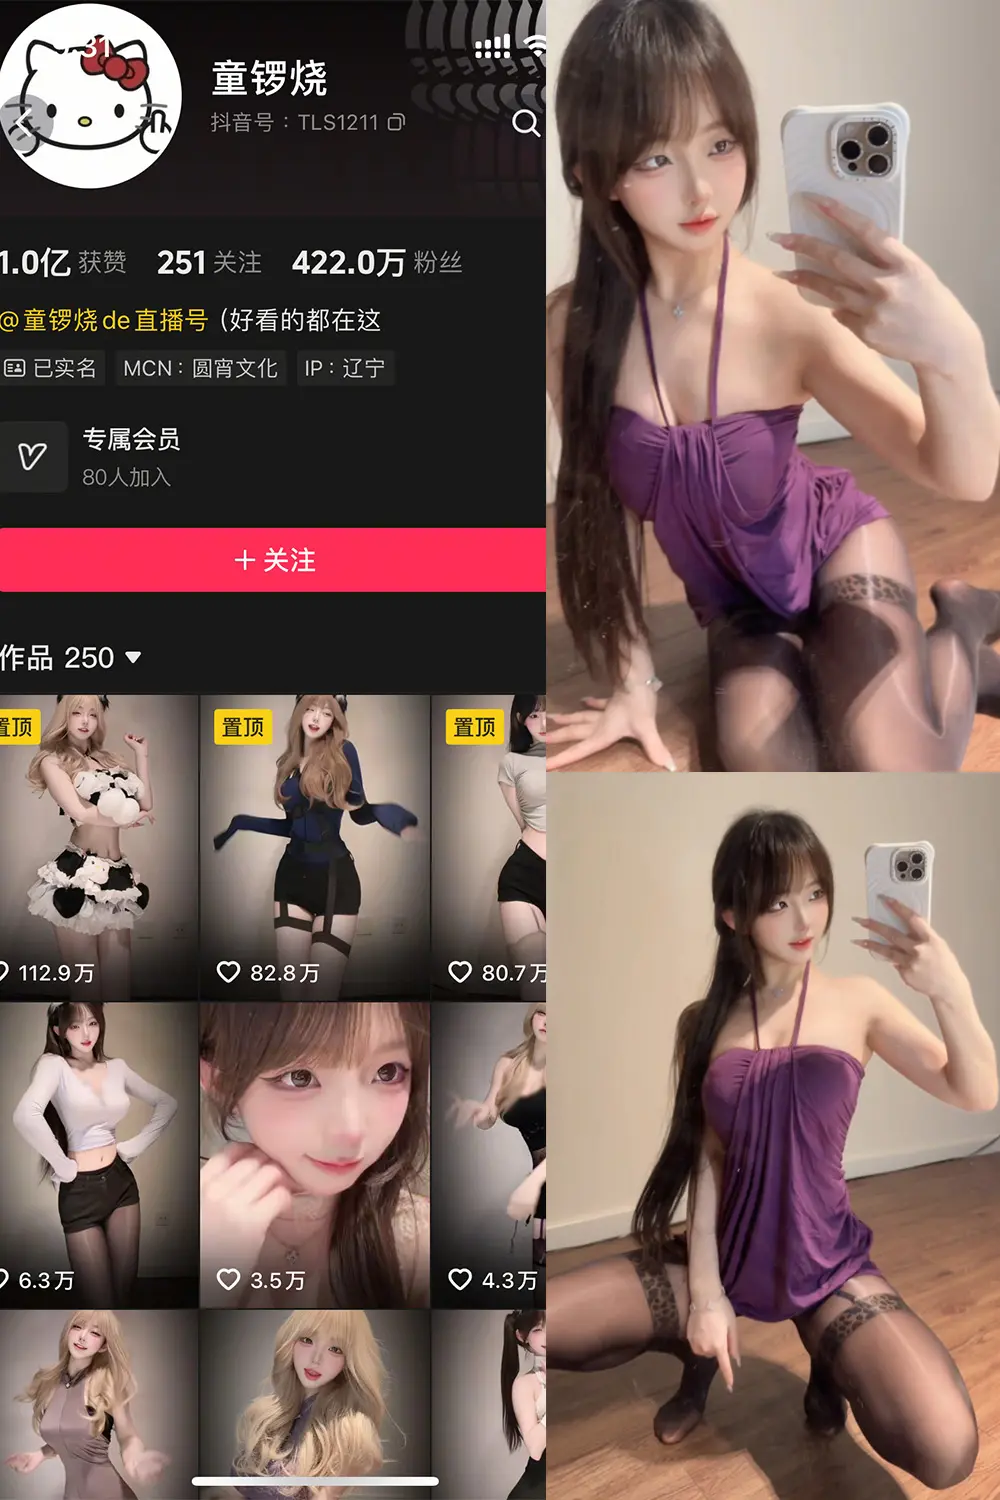 1:31
童锣烧
抖音号：TLS1211
1.0亿 获赞 251 关注 422.0万 粉丝
@童锣烧de直播号（好看的都在这
已实名 MCN：圆宵文化 IP：辽宁
专属会员
80人加入
+ 关注
作品 250
置顶 置顶 置顶
112.9万 82.8万 80.7万
6.3万 3.5万 4.3万